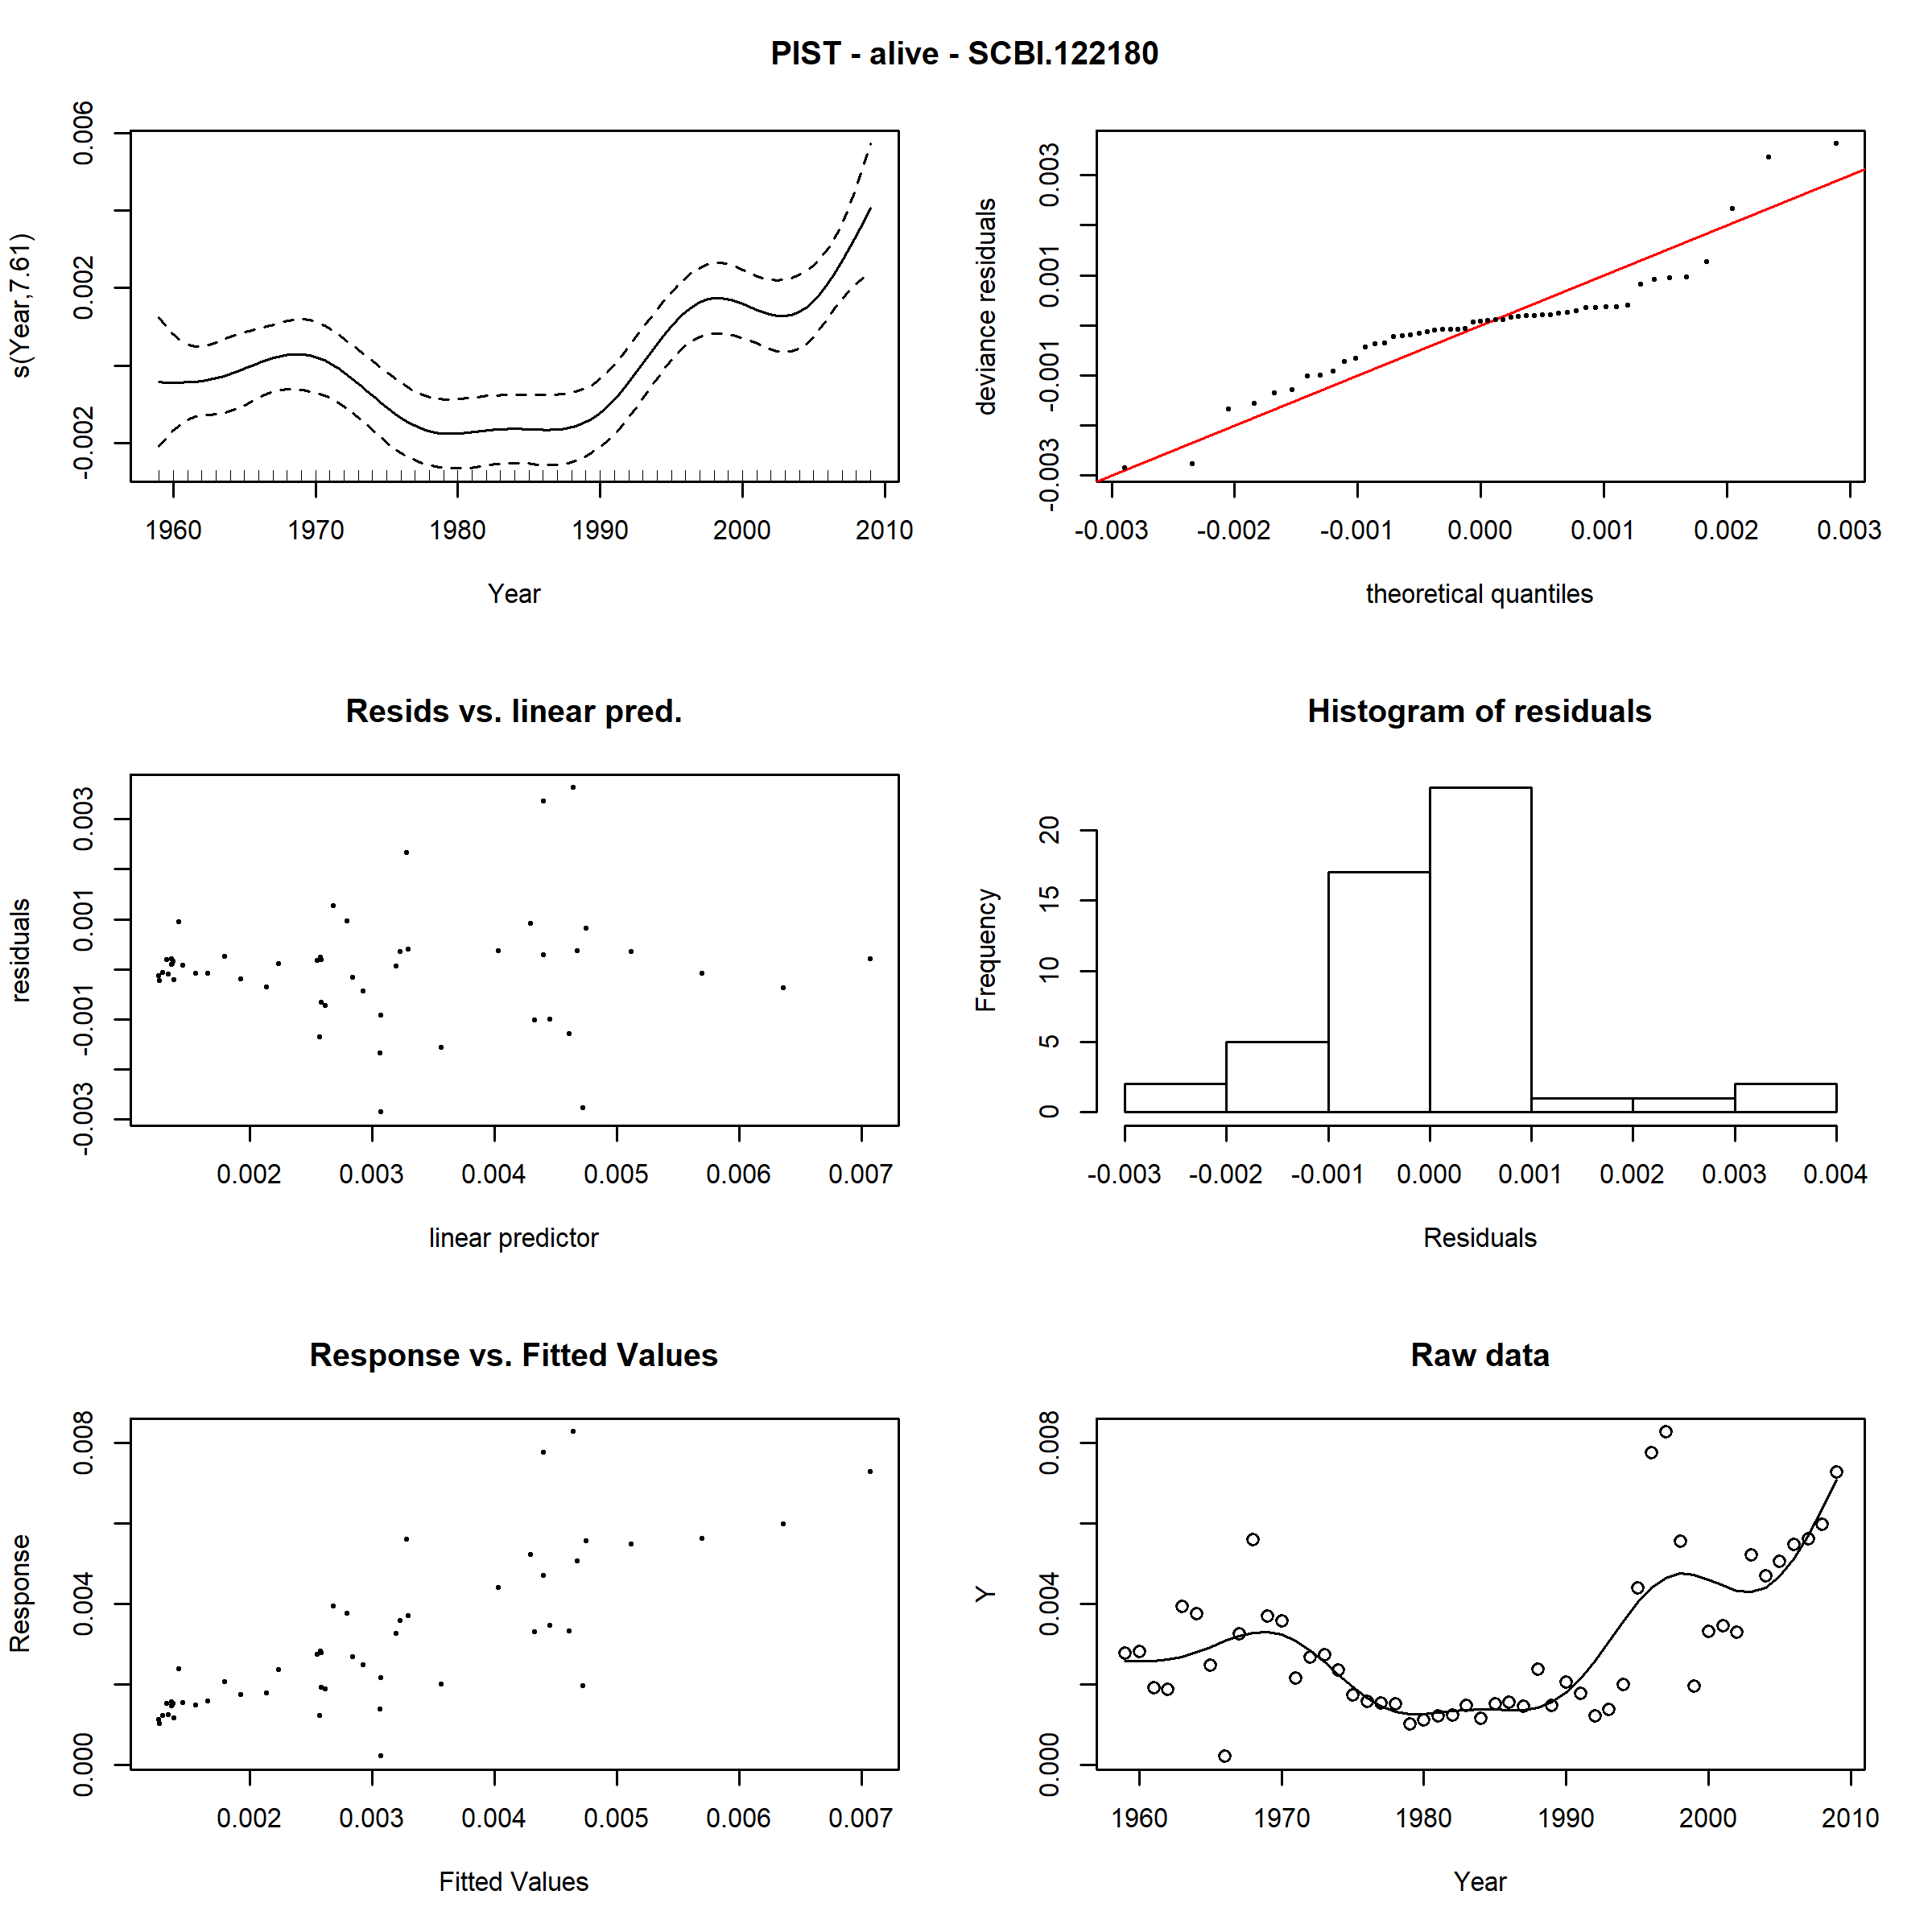 PIST - alive - SCBI.122180
s(Year,7.61)
-0.002 0.002 0.006
1960 1970 1980 1990 2000 2010
Year
deviance residuals
-0.003 -0.001 0.001 0.003
-0.003 -0.002 -0.001 0.000 0.001 0.002 0.003
theoretical quantiles
Resids vs. linear pred.
residuals
-0.003 -0.001 0.001 0.003
0.002 0.003 0.004 0.005 0.006 0.007
linear predictor
Histogram of residuals
Frequency
0 5 10 15 20
-0.003 -0.002 -0.001 0.000 0.001 0.002 0.003 0.004
Residuals
Response vs. Fitted Values
Response
0.000 0.004 0.008
0.002 0.003 0.004 0.005 0.006 0.007
Fitted Values
Raw data
Y
0.000 0.004 0.008
1960 1970 1980 1990 2000 2010
Year